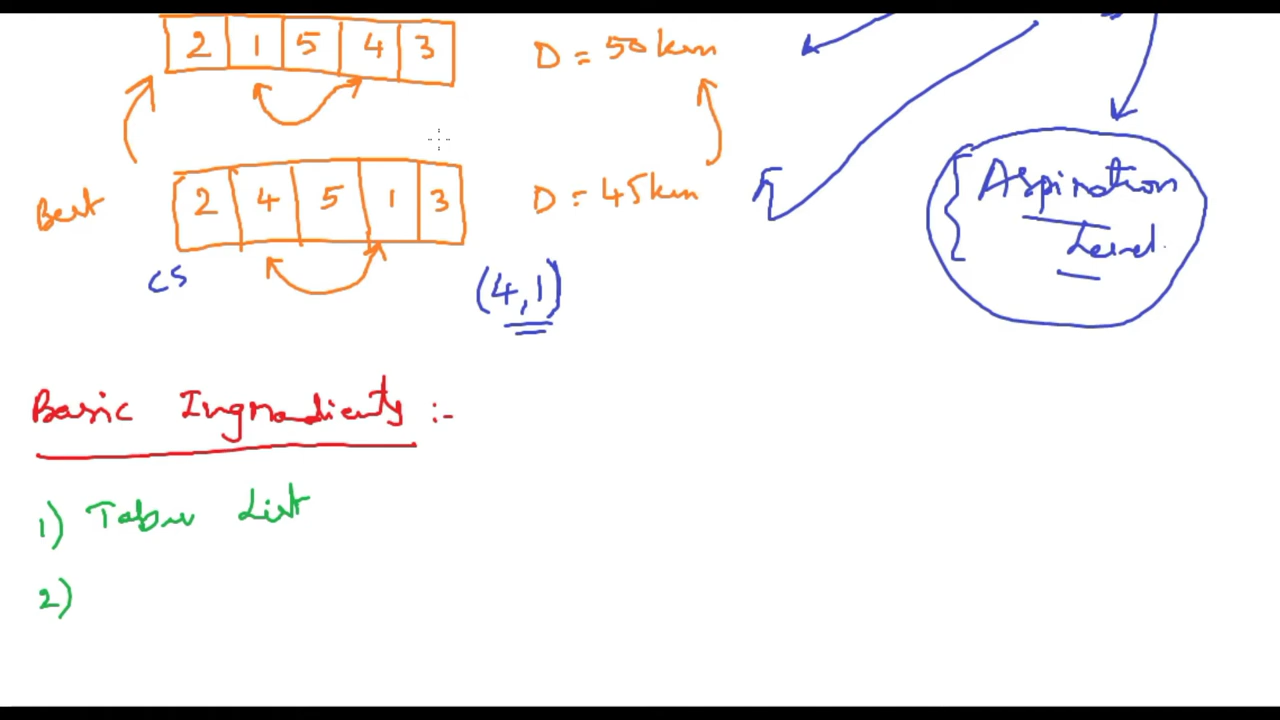 2 1 5 4 3 D = 50 km
Best 2 4 5 1 3 D = 45 km
CS (4,1)
Aspiration
Level.
Basic Ingradients :-
1) Tabu List
2)